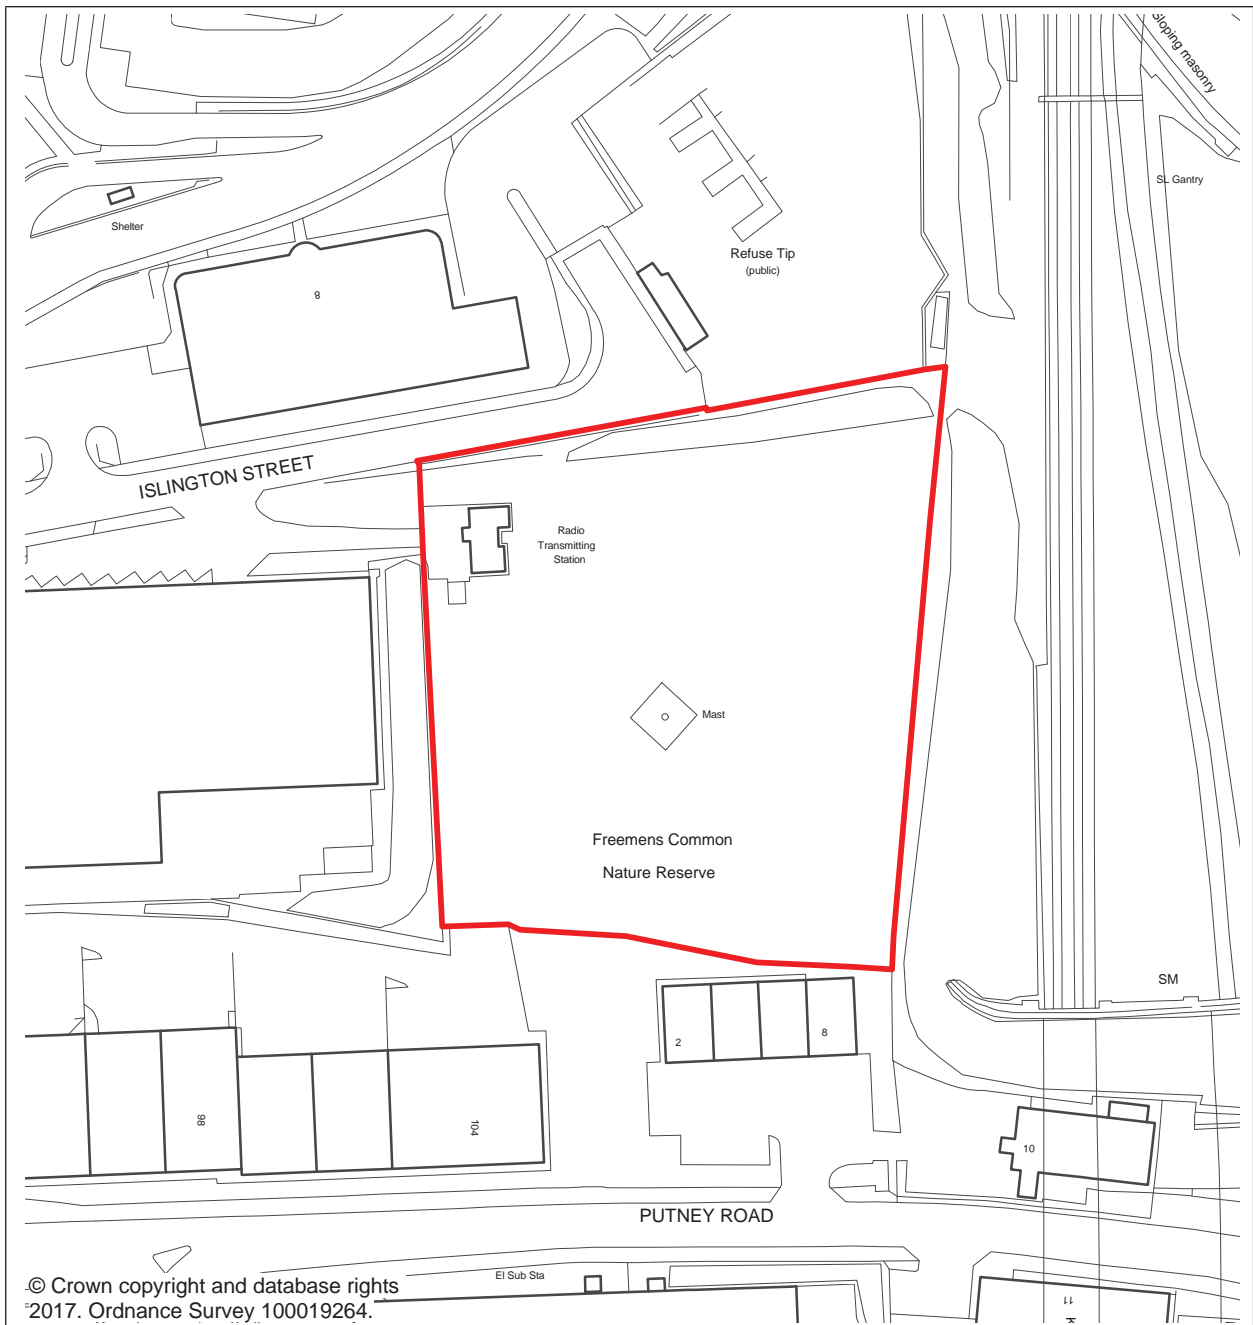 Sloping masonry
SL Gantry
Shelter
Refuse Tip
(public)
8
ISLINGTON STREET
Radio
Transmitting
Station
Mast
Freemens Common
Nature Reserve
SM
2
8
98
104
10
PUTNEY ROAD
El Sub Sta
11
© Crown copyright and database rights
2017. Ordnance Survey 100019264.